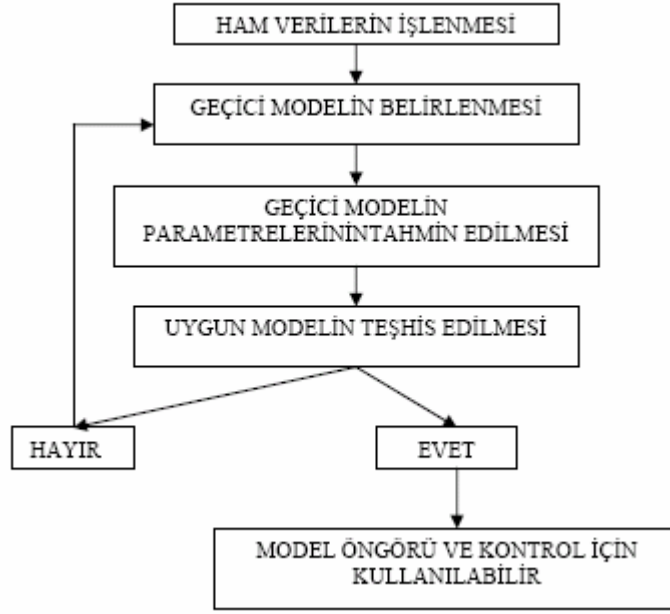 HAM VERİLERİN İŞLENMESİ
GEÇİCİ MODELİN BELİRLENMESİ
GEÇİCİ MODELİN
PARAMETRELERİNİNTAHMİN EDİLMESİ
UYGUN MODELİN TEŞHİS EDİLMESİ
HAYIR
EVET
MODEL ÖNGÖRÜ VE KONTROL İÇİN
KULLANILABİLİR